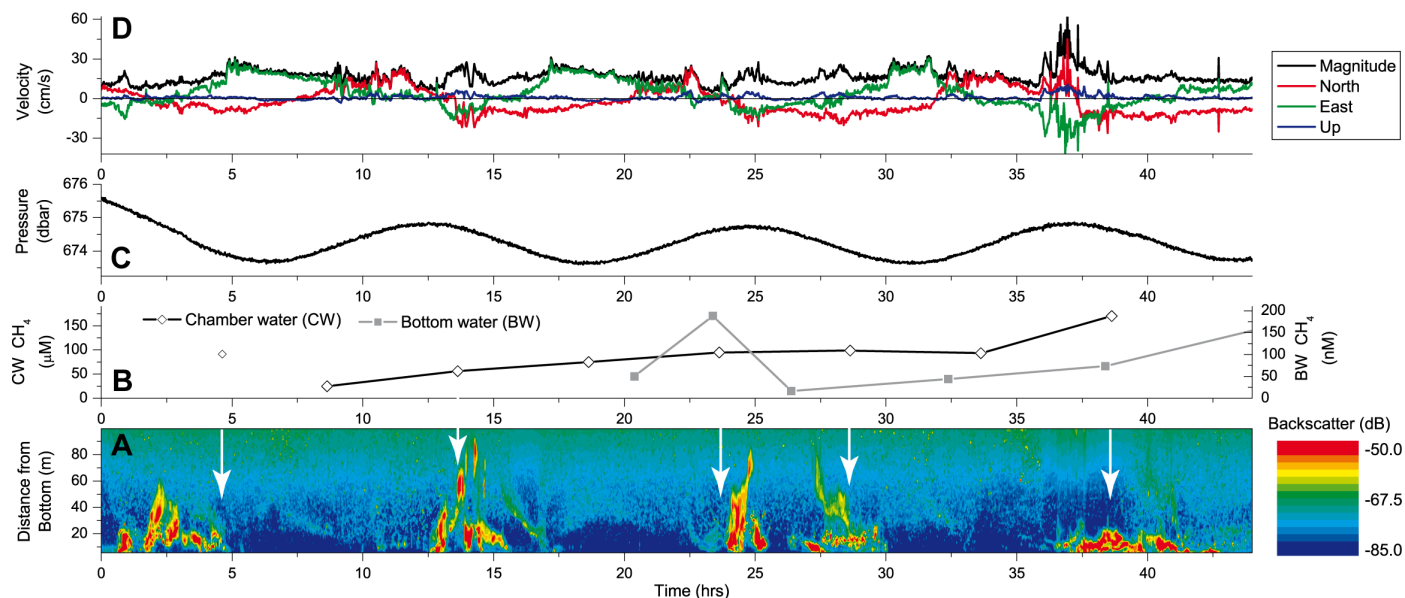 D
Velocity
(cm/s)
60
30
0
-30
0 5 10 15 20 25 30 35 40
Magnitude
North
East
Up
C
Pressure
(dbar)
676
675
674
0 5 10 15 20 25 30 35 40
B
CW CH4
(μM)
150
100
50
0
Chamber water (CW)
Bottom water (BW)
200
150
100
50
0
BW CH4
(nM)
0 5 10 15 20 25 30 35 40
A
Distance from
Bottom (m)
80
60
40
20
0 5 10 15 20 25 30 35 40
Time (hrs)
Backscatter (dB)
-50.0
-67.5
-85.0